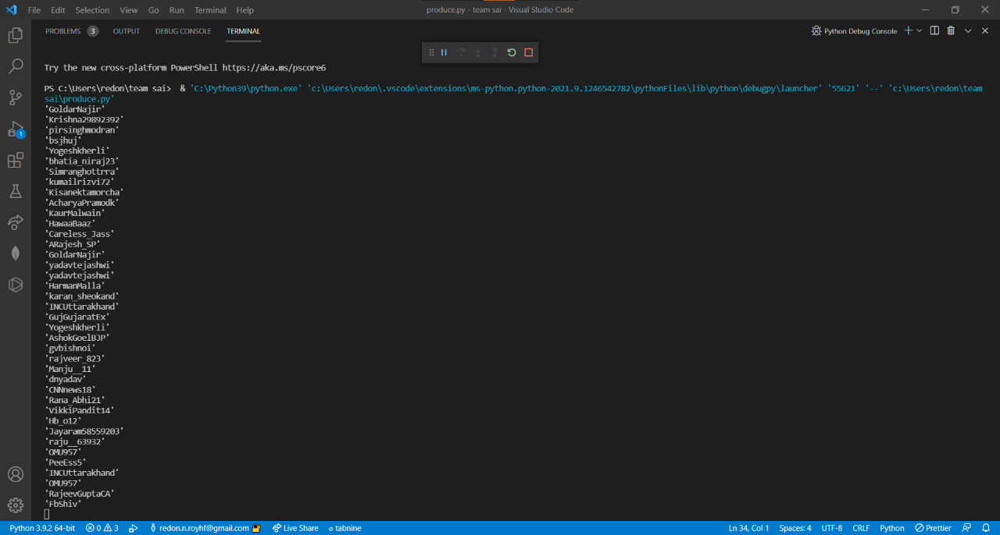 File Edit Selection View Go Run Terminal Help produce.py - team sai - Visual Studio Code
PROBLEMS 3 OUTPUT DEBUG CONSOLE TERMINAL Python Debug Console
Try the new cross-platform PowerShell https://aka.ms/pscore6
PS C:\Users\redon\team sai> & 'C:\Python39\python.exe' 'c:\Users\redon\.vscode\extensions\ms-python.python-2021.9.1246542782\pythonFiles\lib\python\debugpy\launcher' '55621' '--' 'c:\Users\redon\team
sai\produce.py'
'GoldarNajir'
'Krishna29892392'
'pirsinghmodran'
'bsjhuj'
'Yogeshkherli'
'bhatia_niraj23'
'Simranghottrra'
'kumailrizvi72'
'Kisanektamorcha'
'AcharyaPramodk'
'KaurMalwain'
'HawaaBaaz'
'Careless_Jass'
'ARajesh_SP'
'GoldarNajir'
'yadavtejashwi'
'yadavtejashwi'
'HarmanMalla'
'karan_sheokand'
'INCUttarakhand'
'GujGujaratEx'
'Yogeshkherli'
'AshokGoelBJP'
'gvbishnoi'
'rajveer_823'
'Manju__11'
'dnyadav'
'CNNnews18'
'Rana_Abhi21'
'VikkiPandit14'
'Hb_o12'
'Jayaram58559203'
'raju__63932'
'OMU957'
'PeeEss5'
'INCUttarakhand'
'OMU957'
'RajeevGuptaCA'
'FbShiv'
1
Python 3.9.2 64-bit 0 3 redon.n.royhf@gmail.com Live Share tabnine Ln 34, Col 1 Spaces: 4 UTF-8 CRLF Python Prettier